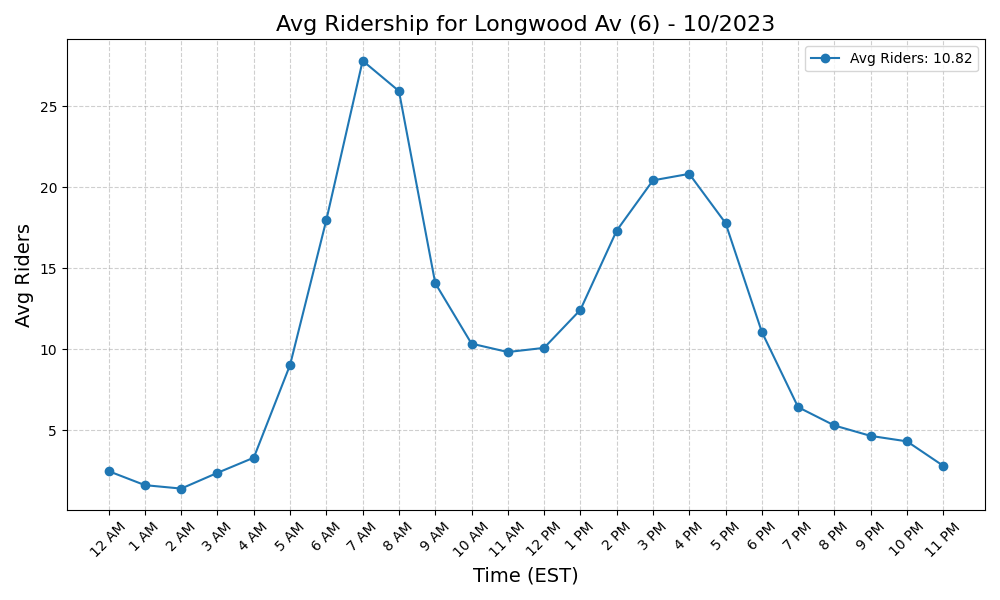 Avg Ridership for Longwood Av (6) - 10/2023
Avg Riders: 10.82
Avg Riders
25
20
15
10
5
12 AM
1 AM
2 AM
3 AM
4 AM
5 AM
6 AM
7 AM
8 AM
9 AM
10 AM
11 AM
12 PM
1 PM
2 PM
3 PM
4 PM
5 PM
6 PM
7 PM
8 PM
9 PM
10 PM
11 PM
Time (EST)